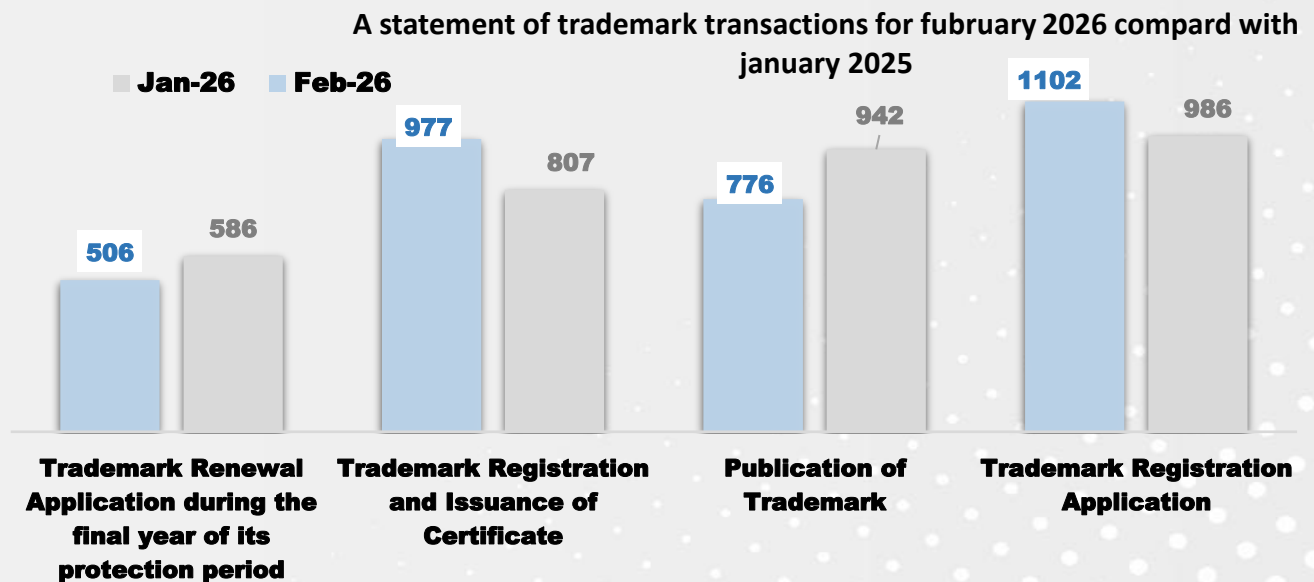 A statement of trademark transactions for fubruary 2026 compard with
january 2025
Jan-26
Feb-26
506
586
977
807
776
942
1102
986
Trademark Renewal
Application during the
final year of its
protection period
Trademark Registration
and Issuance of
Certificate
Publication of
Trademark
Trademark Registration
Application